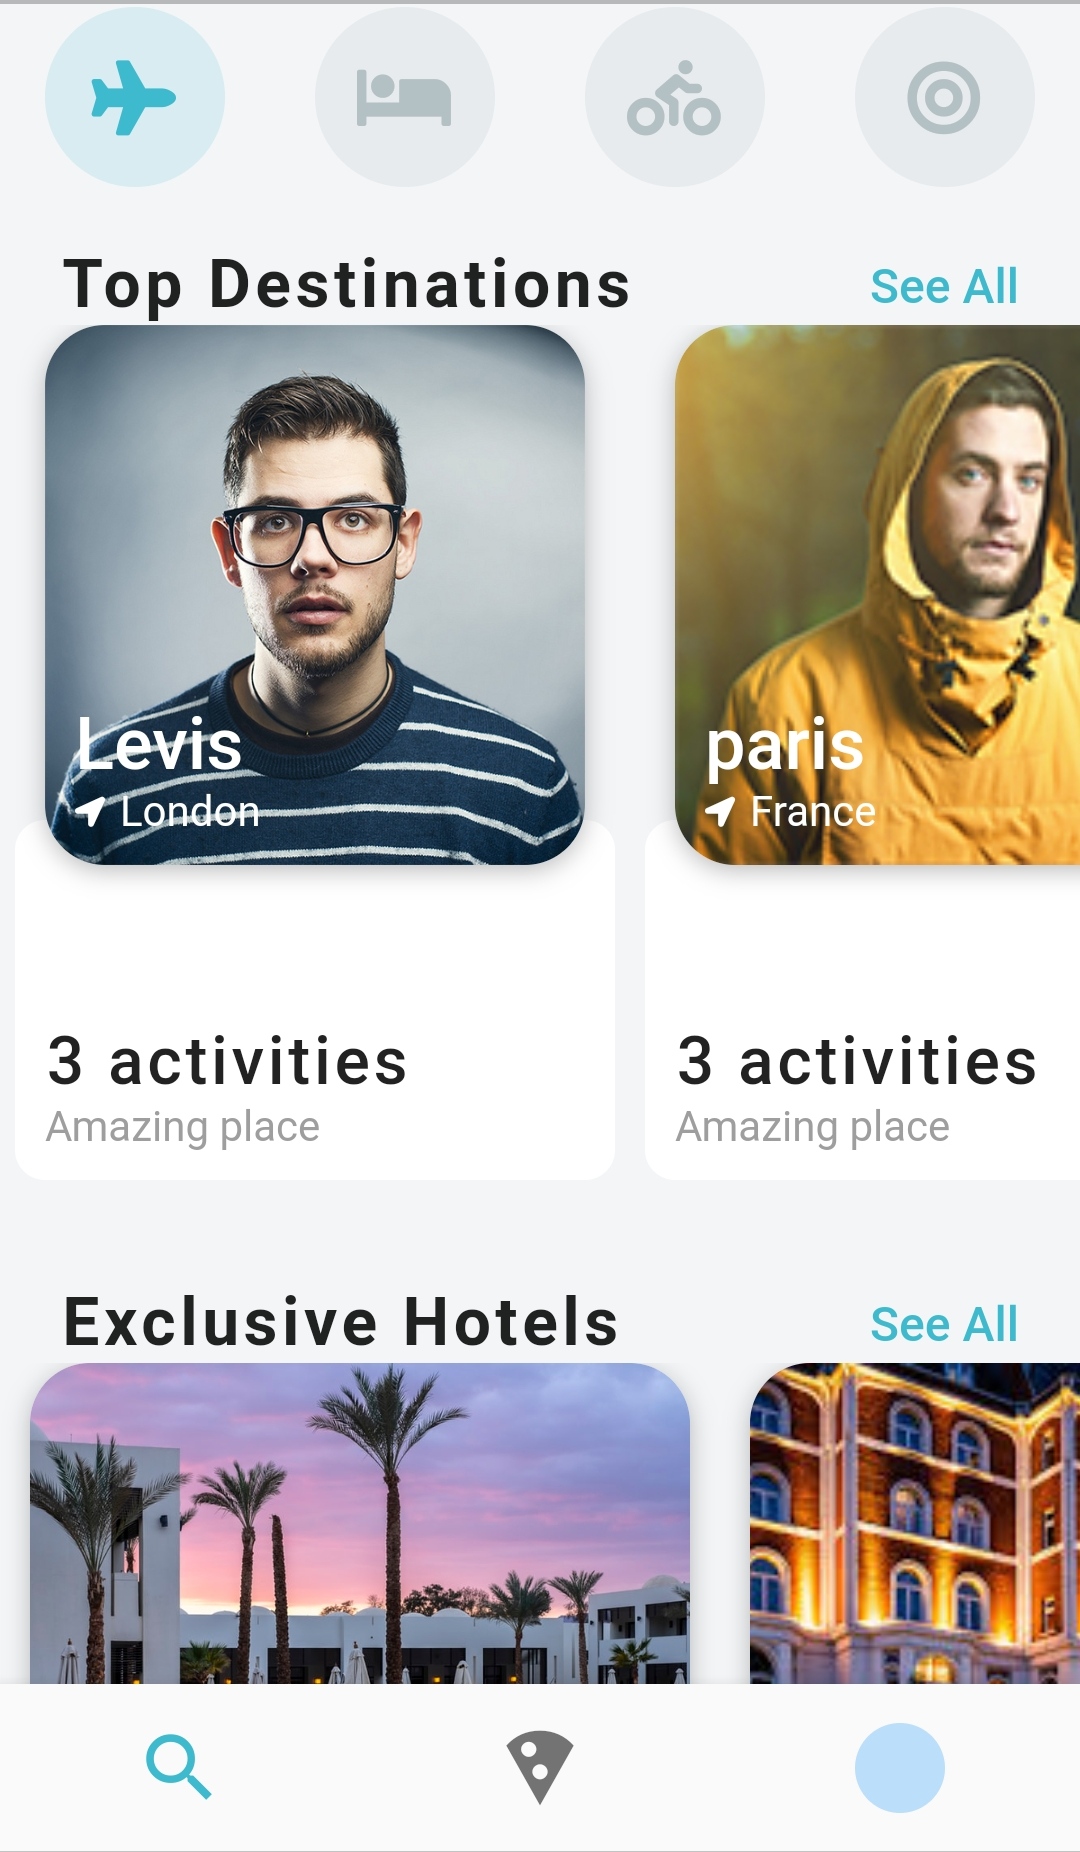 Top Destinations
See All
Levis
London
paris
France
3 activities
Amazing place
3 activities
Amazing place
Exclusive Hotels
See All